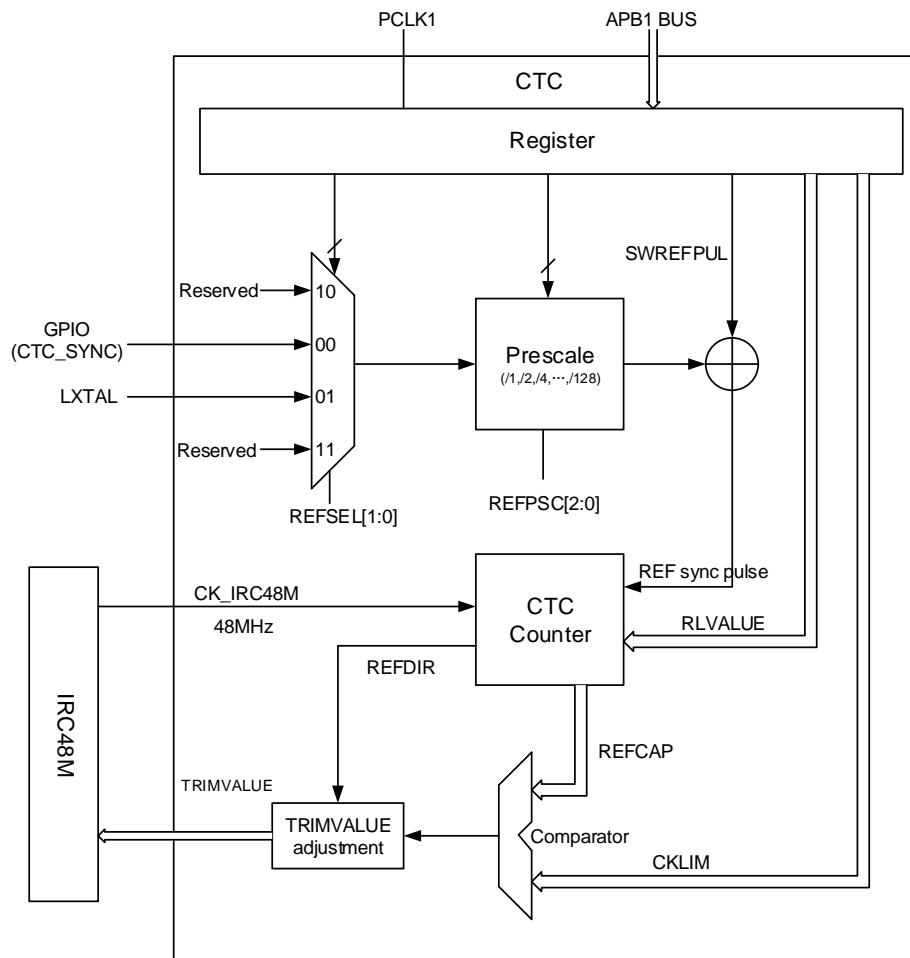 PCLK1
APB1 BUS
CTC
Register
SWREFPUL
Reserved
10
GPIO
(CTC_SYNC)
00
Prescale
(/1,/2,/4,⋯,/128)
LXTAL
01
Reserved
11
REFSEL[1:0]
REFPSC[2:0]
REF sync pulse
CK_IRC48M
48MHz
CTC
Counter
RLVALUE
REFDIR
IRC48M
REFCAP
TRIMVALUE
TRIMVALUE
adjustment
Comparator
CKLIM